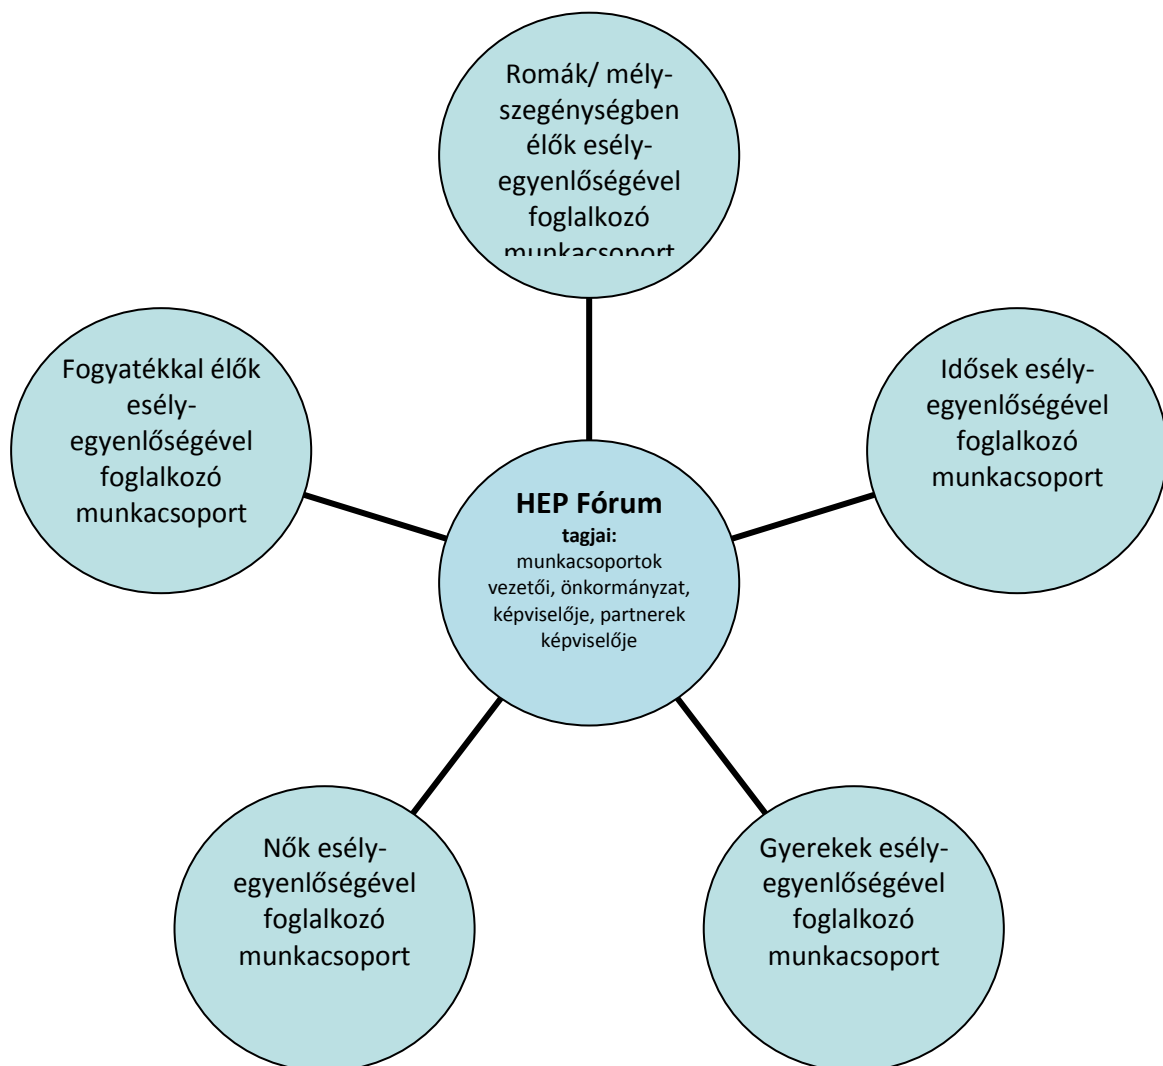 Romák/ mély-
szegénységben
élők esély-
egyenlőségével
foglalkozó
munkacsoport
Fogyatékkal élők
esély-
egyenlőségével
foglalkozó
munkacsoport
Idősek esély-
egyenlőségével
foglalkozó
munkacsoport
HEP Fórum
tagjai:
munkacsoportok
vezetői, önkormányzat,
képviselője, partnerek
képviselője
Nők esély-
egyenlőségével
foglalkozó
munkacsoport
Gyerekek esély-
egyenlőségével
foglalkozó
munkacsoport